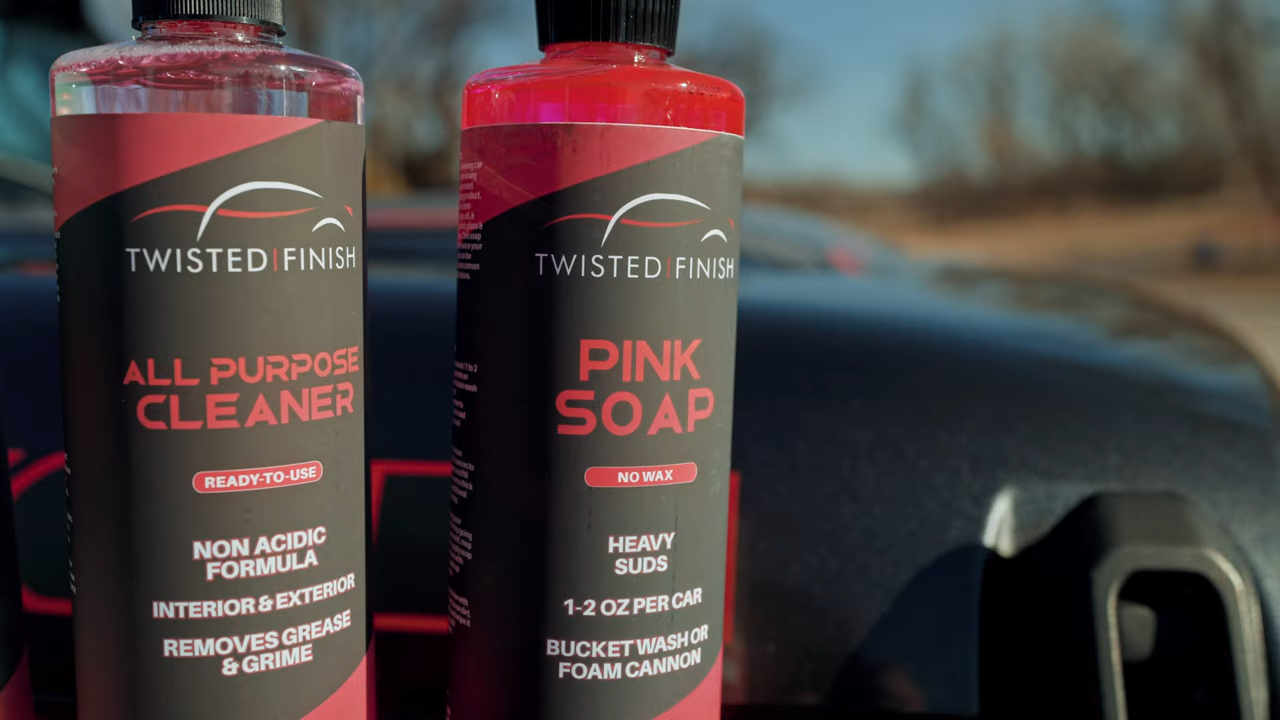 TWISTED|FINISH
ALL PURPOSE
CLEANER
READY-TO-USE
NON ACIDIC
FORMULA
INTERIOR & EXTERIOR
REMOVES GREASE
& GRIME
TWISTED|FINISH
PINK
SOAP
NO WAX
HEAVY
SUDS
1-2 OZ PER CAR
BUCKET WASH OR
FOAM CANNON